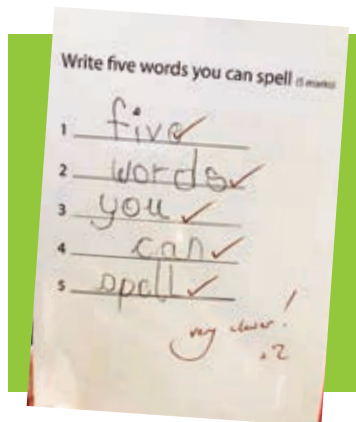 Write five words you can spell (5 marks)
1 five
2 words
3 you
4 can
5 spell
very clever!